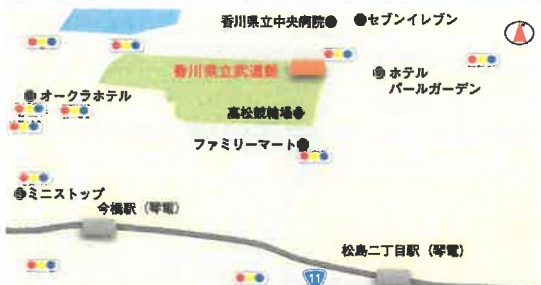 香川県立中央病院
セブンイレブン
香川県立武道館
ホテル
パールガーデン
オークラホテル
高松競輪場
ファミリーマート
ミニストップ
今橋駅（琴電）
松島二丁目駅（琴電）
11